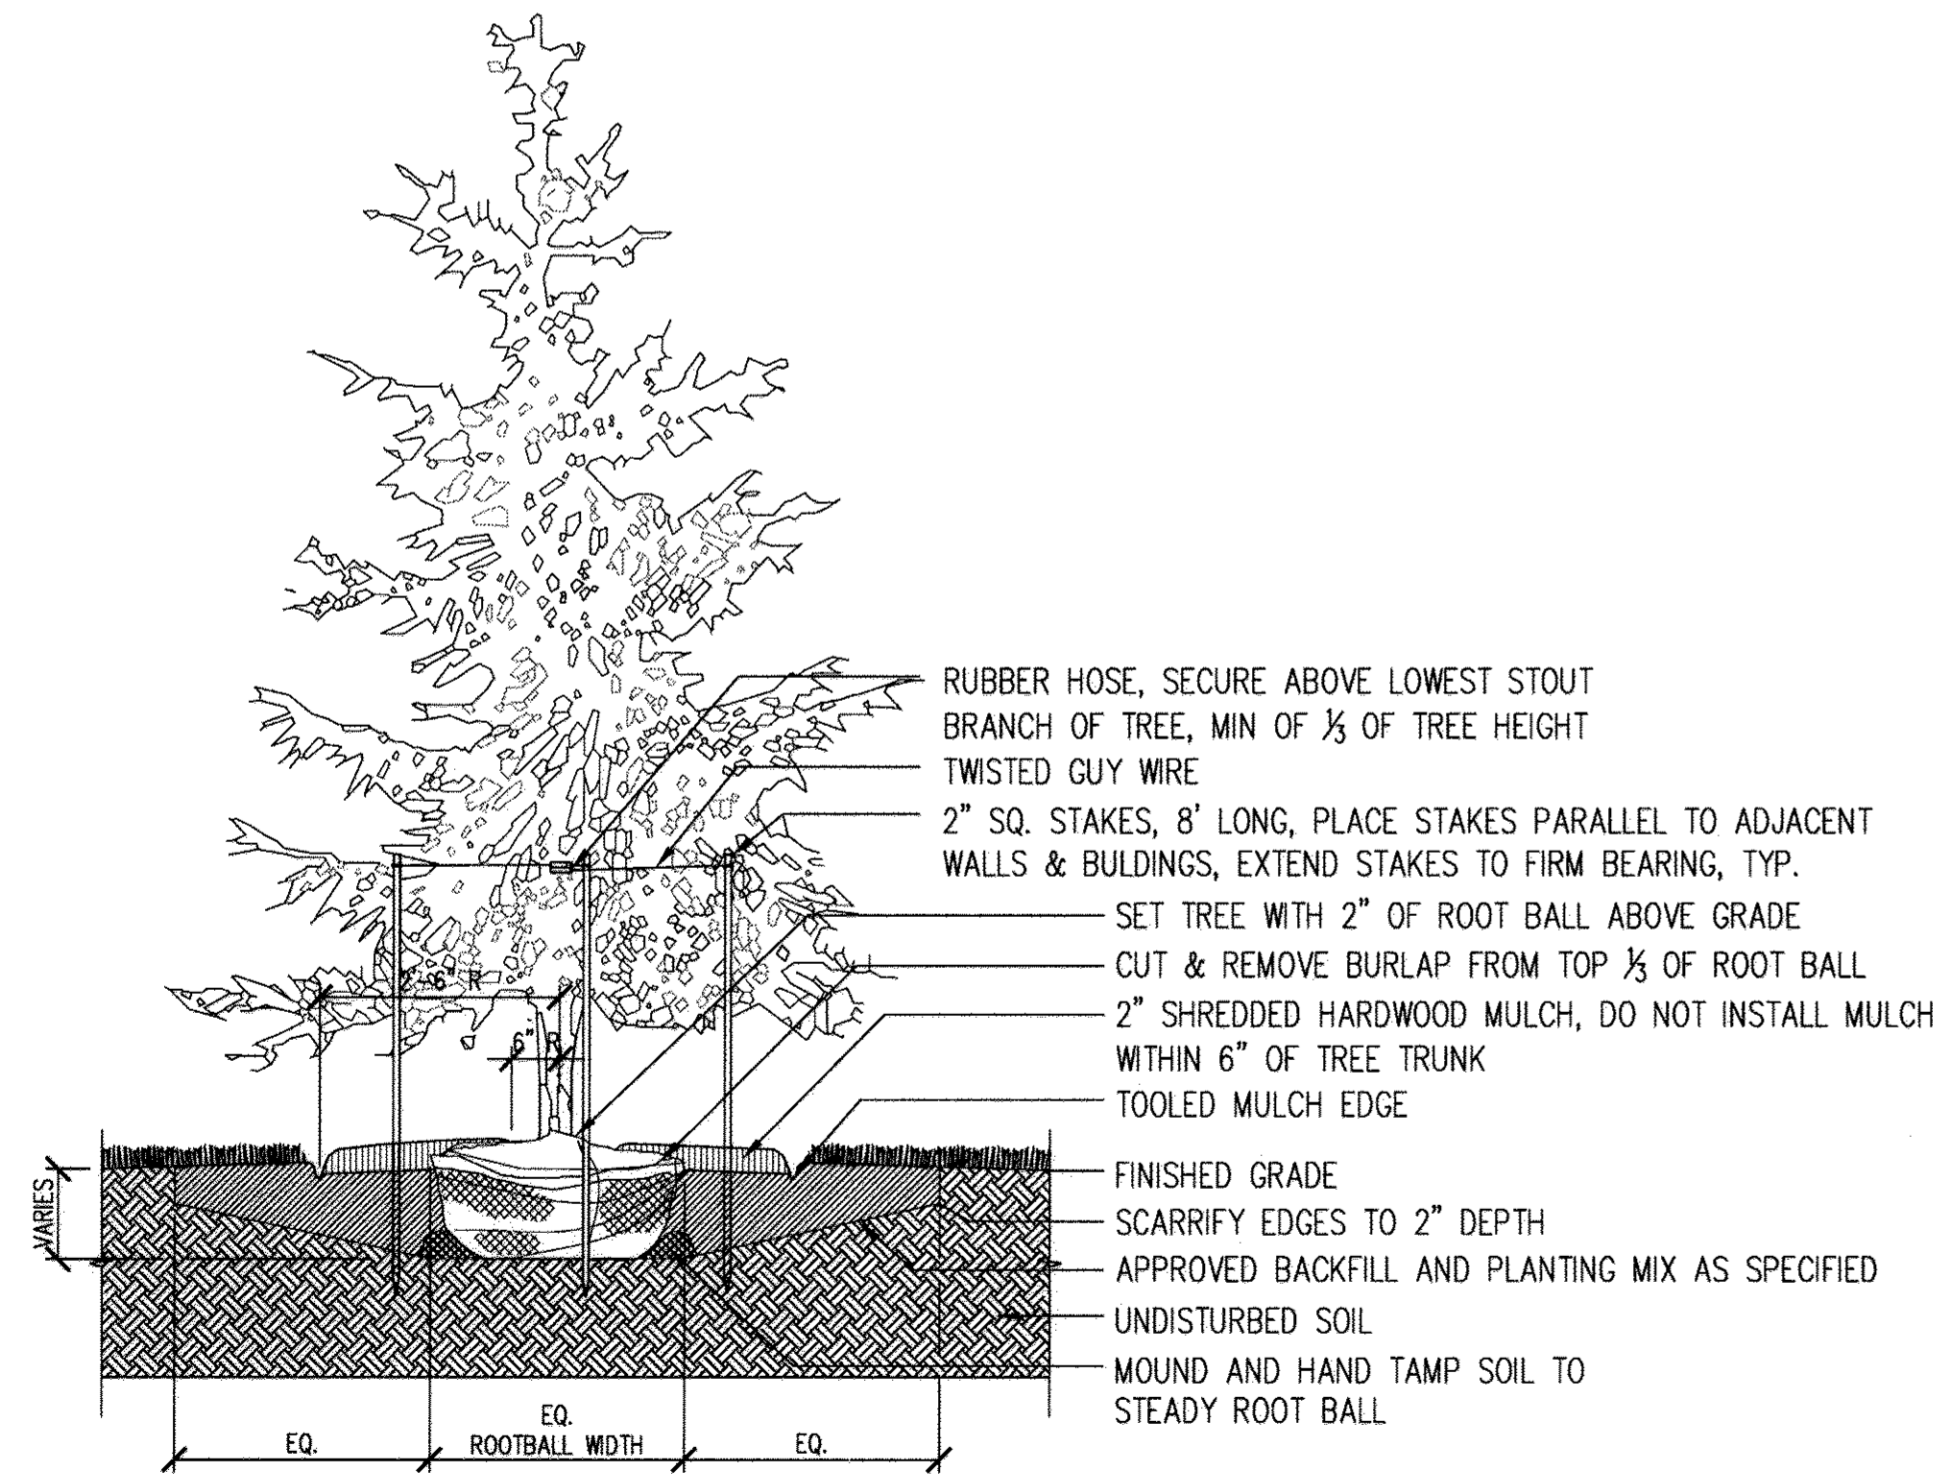 RUBBER HOSE, SECURE ABOVE LOWEST STOUT
BRANCH OF TREE, MIN OF ⅓ OF TREE HEIGHT
TWISTED GUY WIRE
2" SQ. STAKES, 8' LONG, PLACE STAKES PARALLEL TO ADJACENT
WALLS & BULDINGS, EXTEND STAKES TO FIRM BEARING, TYP.
SET TREE WITH 2" OF ROOT BALL ABOVE GRADE
CUT & REMOVE BURLAP FROM TOP ⅓ OF ROOT BALL
2" SHREDDED HARDWOOD MULCH, DO NOT INSTALL MULCH
WITHIN 6" OF TREE TRUNK
TOOLED MULCH EDGE
FINISHED GRADE
SCARRIFY EDGES TO 2" DEPTH
APPROVED BACKFILL AND PLANTING MIX AS SPECIFIED
UNDISTURBED SOIL
MOUND AND HAND TAMP SOIL TO
STEADY ROOT BALL
2'-6" R
6" R
VARIES
EQ.
EQ.
ROOTBALL WIDTH
EQ.